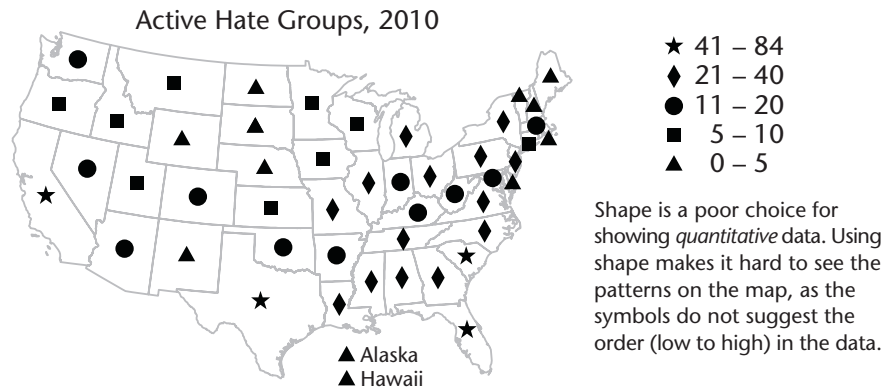 Active Hate Groups, 2010
41 – 84
21 – 40
11 – 20
5 – 10
0 – 5
Shape is a poor choice for
showing quantitative data. Using
shape makes it hard to see the
patterns on the map, as the
symbols do not suggest the
order (low to high) in the data.
Alaska
Hawaii